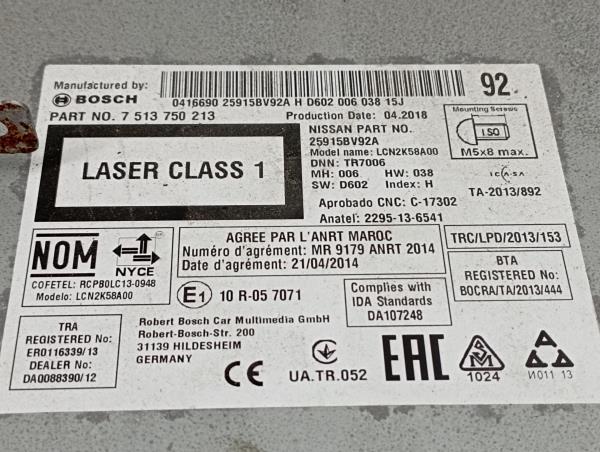 Manufactured by:
BOSCH
0416690 25915BV92A H D602 006 038 15J
92
PART NO. 7 513 750 213
Production Date: 04.2018
Mounting Screws
ISO
M5x8 max.
LASER CLASS 1
NISSAN PART NO.
25915BV92A
Model name: LCN2K58A00
DNN: TR7006
MH: 006 HW: 038
SW: D602 Index: H
Aprobado CNC: C-17302
Anatel: 2295-13-6541
ICASA
TA-2013/892
NOM
NYCE
COFETEL: RCPBOLC13-0948
Modelo: LCN2K58A00
AGREE PAR L'ANRT MAROC
Numéro d'agrément: MR 9179 ANRT 2014
Date d'agrément: 21/04/2014
TRC/LPD/2013/153
E1 10 R-05 7071
Complies with
IDA Standards
DA107248
BTA
REGISTERED No:
BOCRA/TA/2013/444
TRA
REGISTERED No:
ER0116339/13
DEALER No:
DA0088390/12
Robert Bosch Car Multimedia GmbH
Robert-Bosch-Str. 200
31139 HILDESHEIM
GERMANY
CE
UA.TR.052
EAC
1024
И011 13